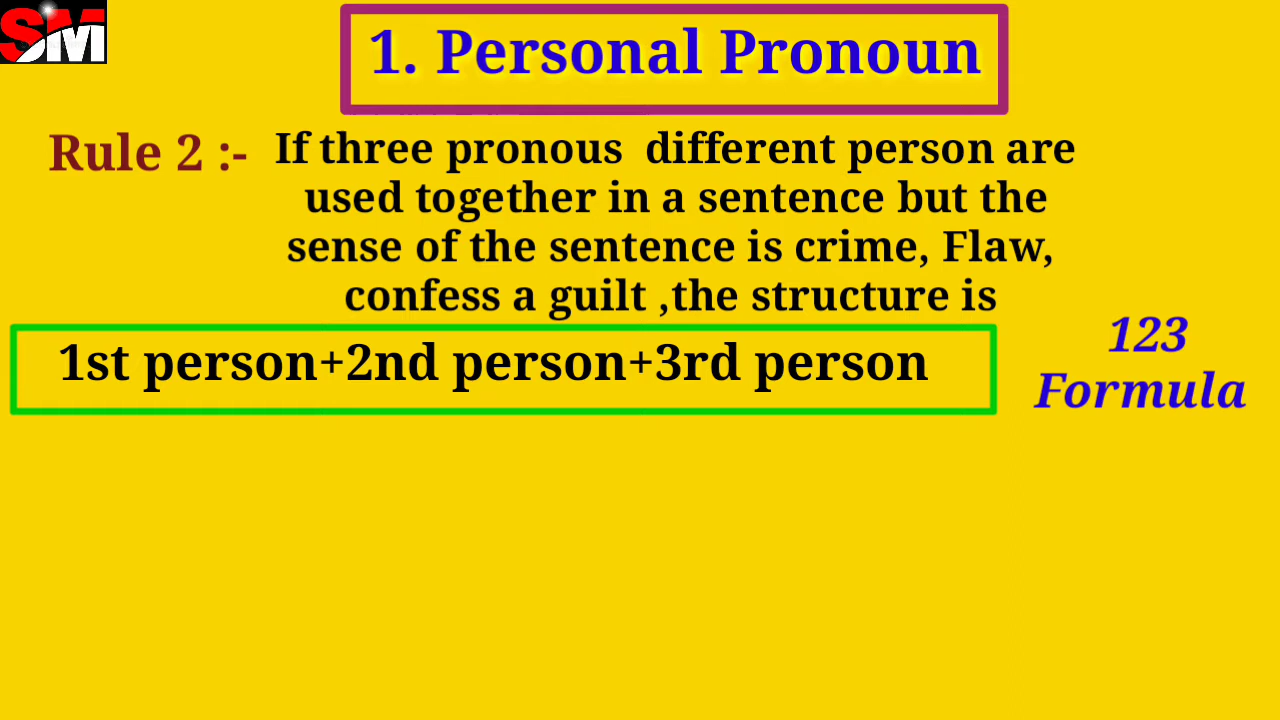 SiM
1. Personal Pronoun
Rule 2 :- If three pronous different person are
used together in a sentence but the
sense of the sentence is crime, Flaw,
confess a guilt ,the structure is
1st person+2nd person+3rd person
123
Formula